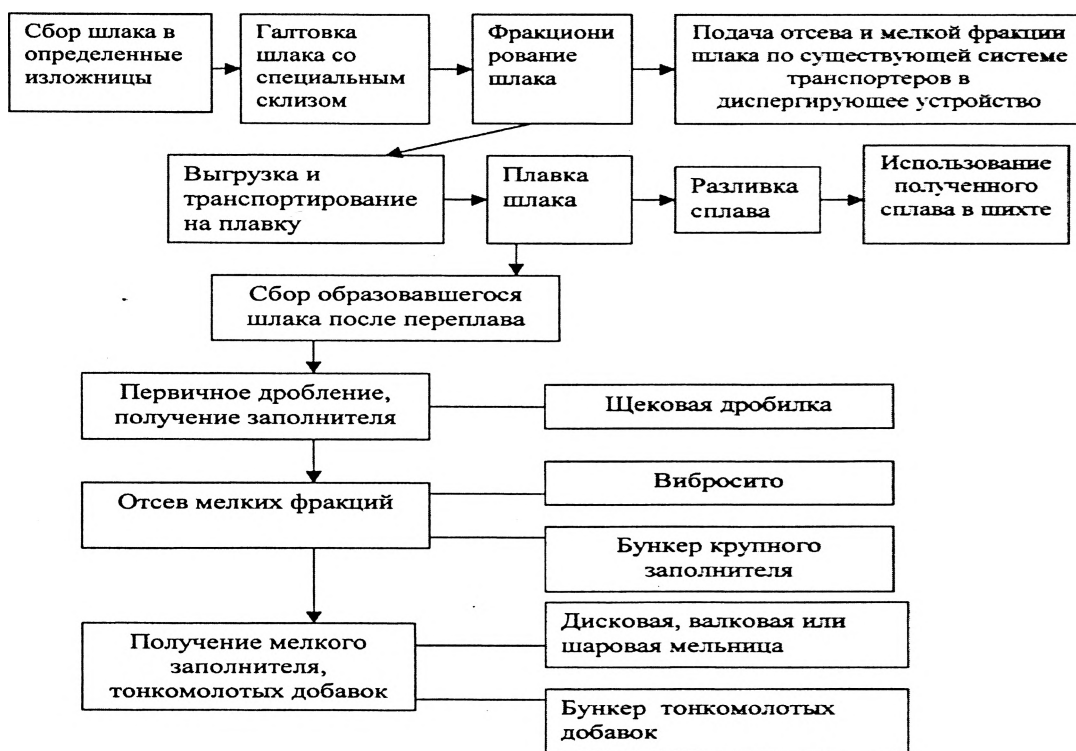 Сбор шлака в
определенные
изложницы
Галтовка
шлака со
специальным
склизом
Фракциони
рование
шлака
Подача отсева и мелкой фракции
шлака по существующей системе
транспортеров в
диспергирующее устройство
Выгрузка и
транспортирование
на плавку
Плавка
шлака
Разливка
сплава
Использование
полученного
сплава в шихте
Сбор образовавшегося
шлака после переплава
Первичное дробление,
получение заполнителя
Щековая дробилка
Отсев мелких фракций
Вибросито
Бункер крупного
заполнителя
Получение мелкого
заполнителя,
тонкомолотых добавок
Дисковая, валковая или
шаровая мельница
Бункер тонкомолотых
добавок